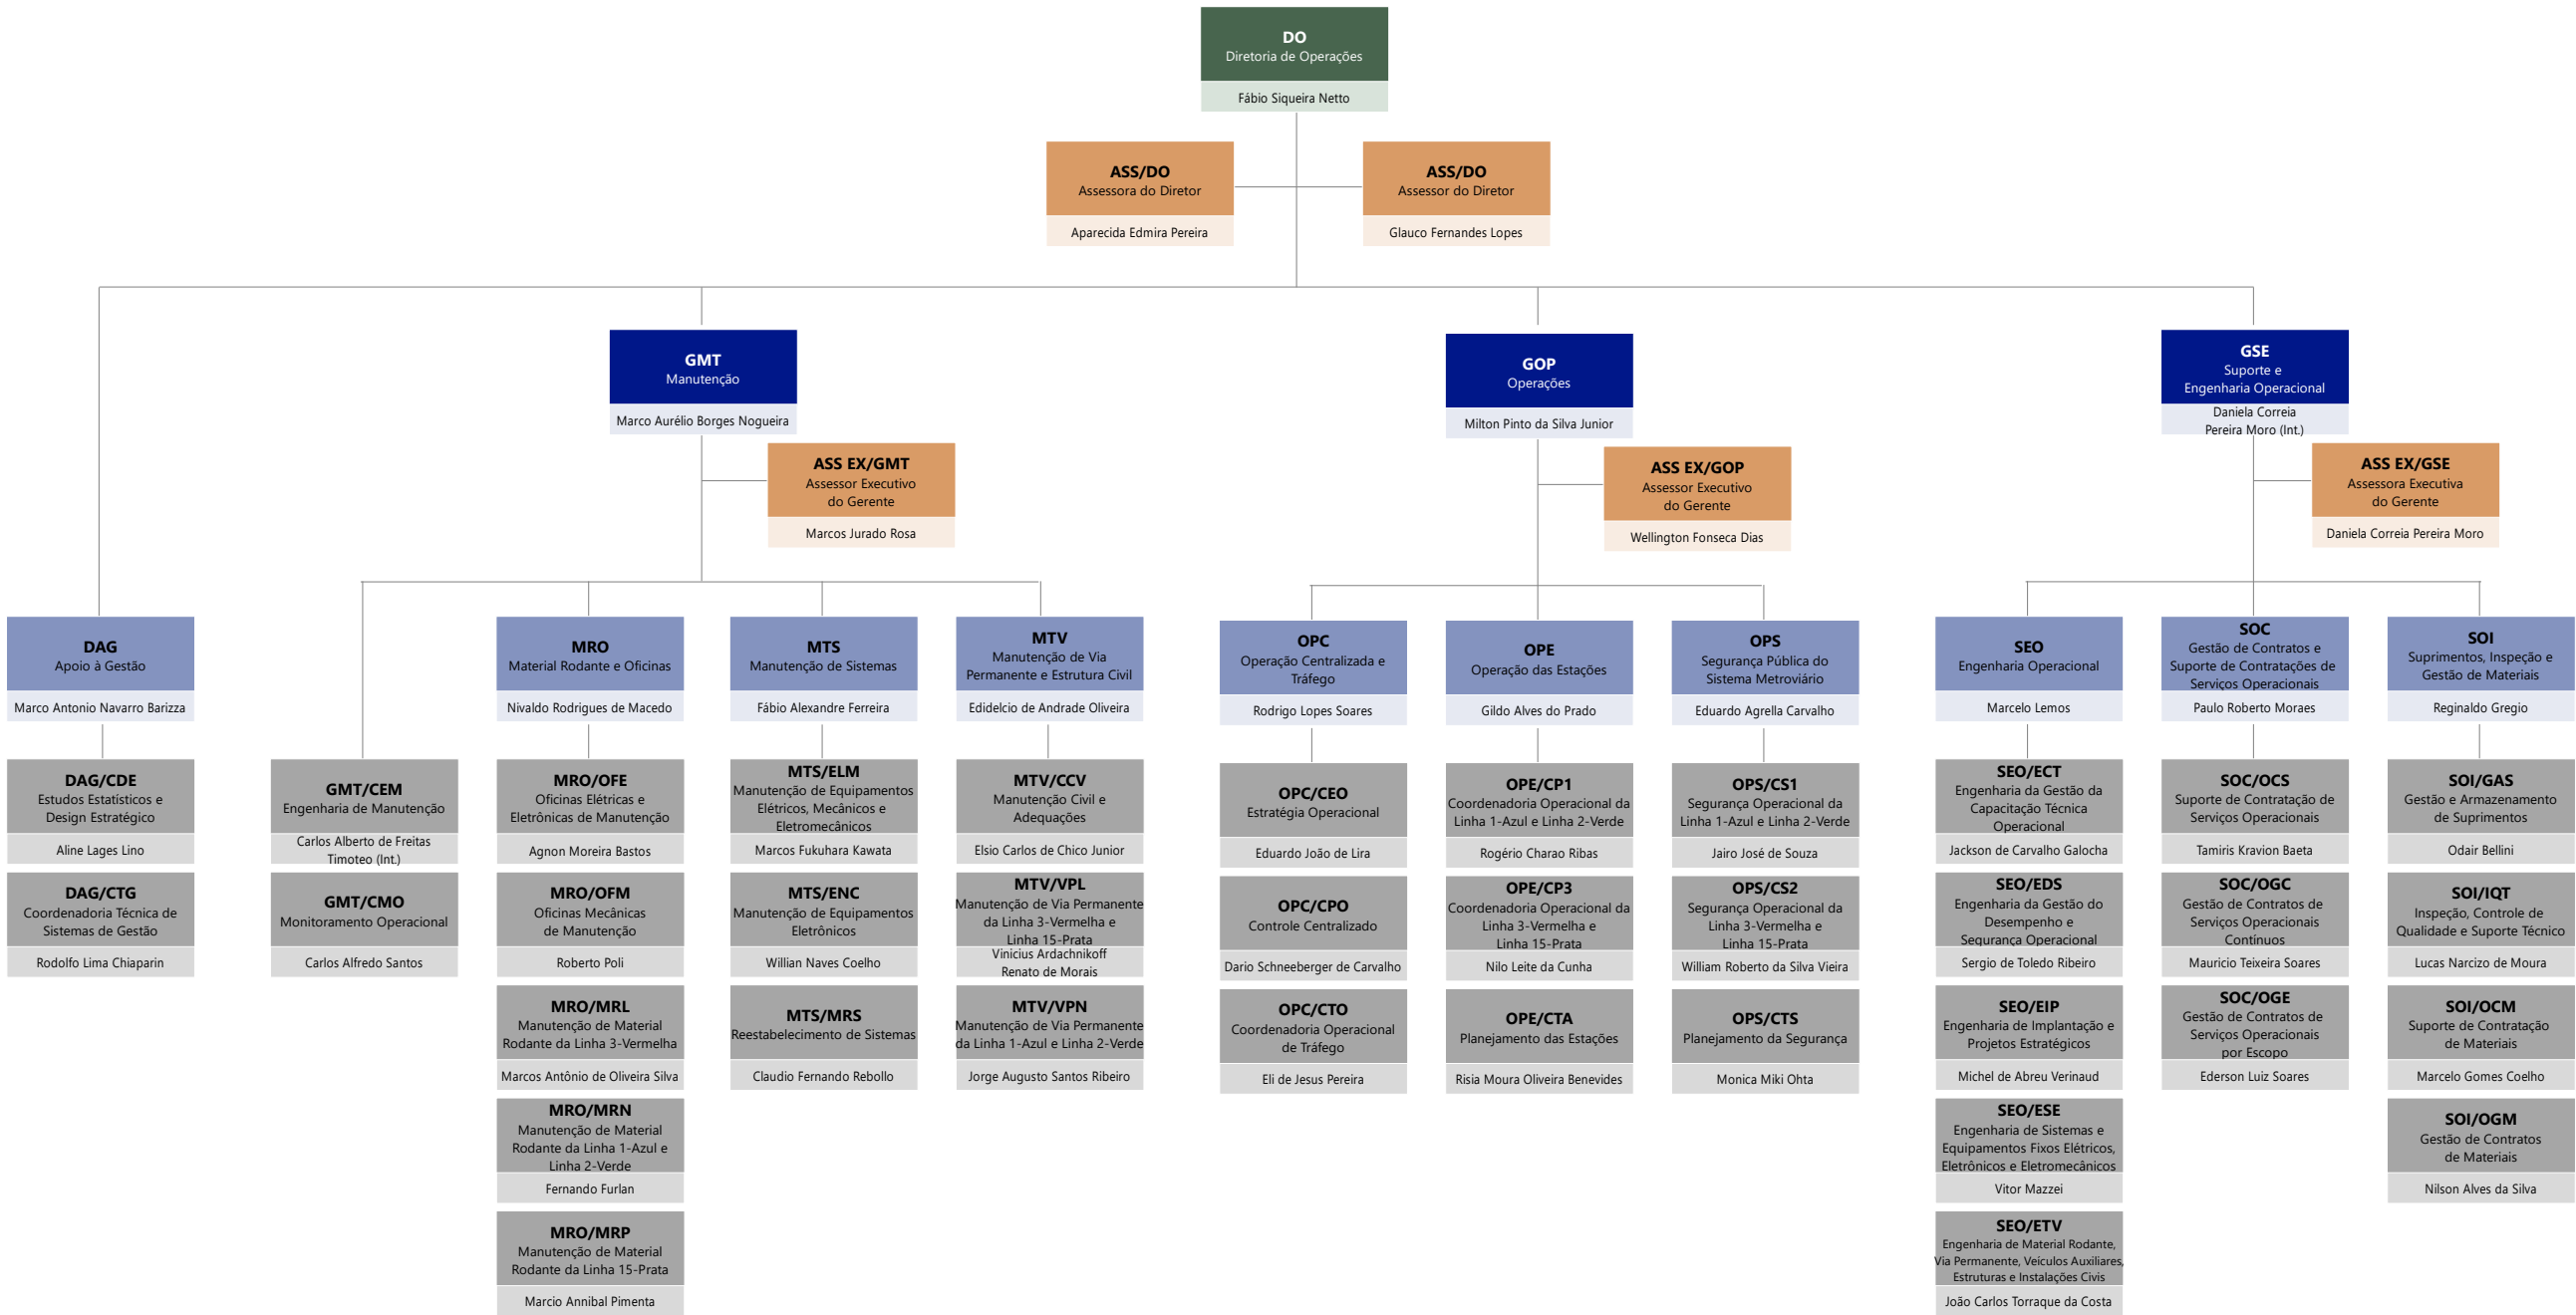 DO
Diretoria de Operações
Fábio Siqueira Netto
ASS/DO
Assessora do Diretor
Aparecida Edmira Pereira
ASS/DO
Assessor do Diretor
Glauco Fernandes Lopes
GMT
Manutenção
Marco Aurélio Borges Nogueira
ASS EX/GMT
Assessor Executivo
do Gerente
Marcos Jurado Rosa
GOP
Operações
Milton Pinto da Silva Junior
ASS EX/GOP
Assessor Executivo
do Gerente
Wellington Fonseca Dias
GSE
Suporte e
Engenharia Operacional
Daniela Correia
Pereira Moro (Int.)
ASS EX/GSE
Assessora Executiva
do Gerente
Daniela Correia Pereira Moro
DAG
Apoio à Gestão
Marco Antonio Navarro Barizza
DAG/CDE
Estudos Estatísticos e
Design Estratégico
Aline Lages Lino
DAG/CTG
Coordenadoria Técnica de
Sistemas de Gestão
Rodolfo Lima Chiaparin
GMT/CEM
Engenharia de Manutenção
Carlos Alberto de Freitas
Timoteo (Int.)
GMT/CMO
Monitoramento Operacional
Carlos Alfredo Santos
MRO
Material Rodante e Oficinas
Nivaldo Rodrigues de Macedo
MRO/OFE
Oficinas Elétricas e
Eletrônicas de Manutenção
Agnon Moreira Bastos
MRO/OFM
Oficinas Mecânicas
de Manutenção
Roberto Poli
MRO/MRL
Manutenção de Material
Rodante da Linha 3-Vermelha
Marcos Antônio de Oliveira Silva
MRO/MRN
Manutenção de Material
Rodante da Linha 1-Azul e
Linha 2-Verde
Fernando Furlan
MRO/MRP
Manutenção de Material
Rodante da Linha 15-Prata
Marcio Annibal Pimenta
MTS
Manutenção de Sistemas
Fábio Alexandre Ferreira
MTS/ELM
Manutenção de Equipamentos
Elétricos, Mecânicos e
Eletromecânicos
Marcos Fukuhara Kawata
MTS/ENC
Manutenção de Equipamentos
Eletrônicos
Willian Naves Coelho
MTS/MRS
Reestabelecimento de Sistemas
Claudio Fernando Rebollo
MTV
Manutenção de Via
Permanente e Estrutura Civil
Edidelcio de Andrade Oliveira
MTV/CCV
Manutenção Civil e
Adequações
Elsio Carlos de Chico Junior
MTV/VPL
Manutenção de Via Permanente
da Linha 3-Vermelha e
Linha 15-Prata
Vinicius Ardachnikoff
Renato de Morais
MTV/VPN
Manutenção de Via Permanente
da Linha 1-Azul e Linha 2-Verde
Jorge Augusto Santos Ribeiro
OPC
Operação Centralizada e
Tráfego
Rodrigo Lopes Soares
OPC/CEO
Estratégia Operacional
Eduardo João de Lira
OPC/CPO
Controle Centralizado
Dario Schneeberger de Carvalho
OPC/CTO
Coordenadoria Operacional
de Tráfego
Eli de Jesus Pereira
OPE
Operação das Estações
Gildo Alves do Prado
OPE/CP1
Coordenadoria Operacional da
Linha 1-Azul e Linha 2-Verde
Rogério Charao Ribas
OPE/CP3
Coordenadoria Operacional da
Linha 3-Vermelha e
Linha 15-Prata
Nilo Leite da Cunha
OPE/CTA
Planejamento das Estações
Risia Moura Oliveira Benevides
OPS
Segurança Pública do
Sistema Metroviário
Eduardo Agrella Carvalho
OPS/CS1
Segurança Operacional da
Linha 1-Azul e Linha 2-Verde
Jairo José de Souza
OPS/CS2
Segurança Operacional da
Linha 3-Vermelha e
Linha 15-Prata
William Roberto da Silva Vieira
OPS/CTS
Planejamento da Segurança
Monica Miki Ohta
SEO
Engenharia Operacional
Marcelo Lemos
SEO/ECT
Engenharia da Gestão da
Capacitação Técnica
Operacional
Jackson de Carvalho Galocha
SEO/EDS
Engenharia da Gestão do
Desempenho e
Segurança Operacional
Sergio de Toledo Ribeiro
SEO/EIP
Engenharia de Implantação e
Projetos Estratégicos
Michel de Abreu Verinaud
SEO/ESE
Engenharia de Sistemas e
Equipamentos Fixos Elétricos,
Eletrônicos e Eletromecânicos
Vitor Mazzei
SEO/ETV
Engenharia de Material Rodante,
Via Permanente, Veículos Auxiliares,
Estruturas e Instalações Civis
João Carlos Torraque da Costa
SOC
Gestão de Contratos e
Suporte de Contratações de
Serviços Operacionais
Paulo Roberto Moraes
SOC/OCS
Suporte de Contratação de
Serviços Operacionais
Tamiris Kravion Baeta
SOC/OGC
Gestão de Contratos de
Serviços Operacionais
Contínuos
Mauricio Teixeira Soares
SOC/OGE
Gestão de Contratos de
Serviços Operacionais
por Escopo
Ederson Luiz Soares
SOI
Suprimentos, Inspeção e
Gestão de Materiais
Reginaldo Gregio
SOI/GAS
Gestão e Armazenamento
de Suprimentos
Odair Bellini
SOI/IQT
Inspeção, Controle de
Qualidade e Suporte Técnico
Lucas Narcizo de Moura
SOI/OCM
Suporte de Contratação
de Materiais
Marcelo Gomes Coelho
SOI/OGM
Gestão de Contratos
de Materiais
Nilson Alves da Silva